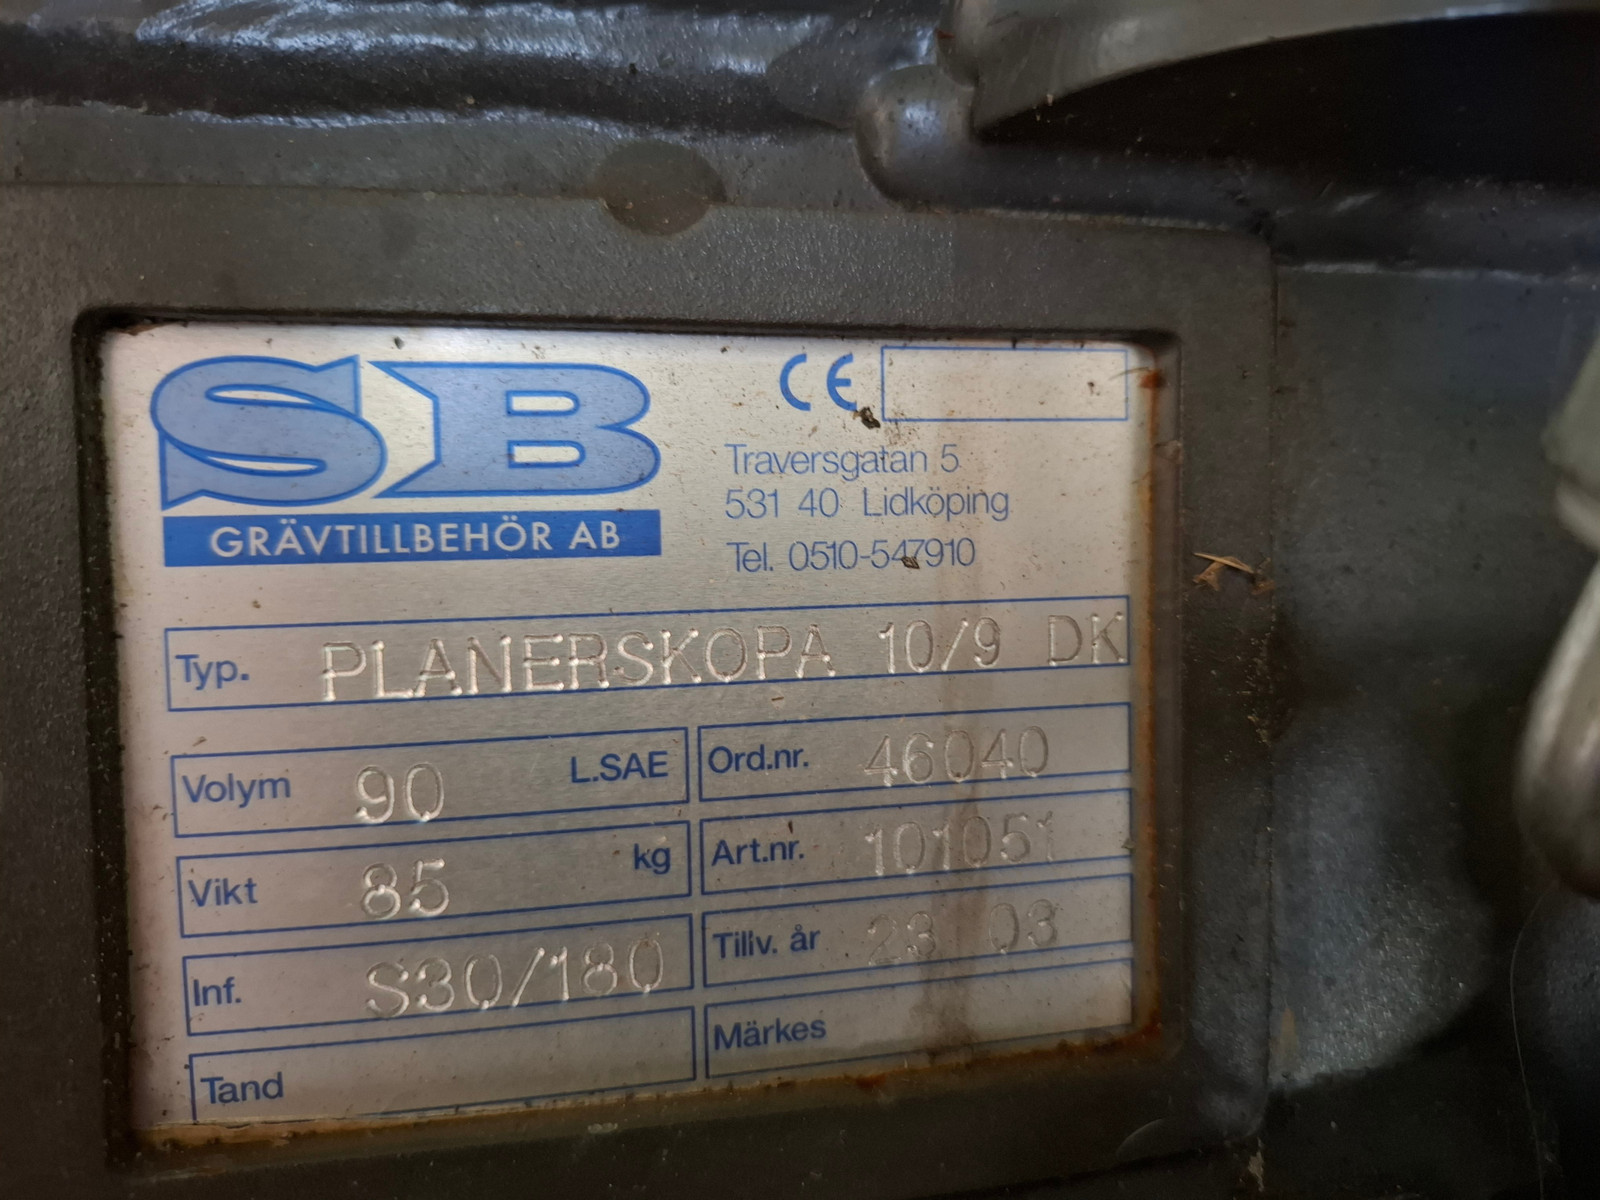 SB
GRÄVTILLBEHÖR AB
CE
Traversgatan 5
531 40 Lidköping
Tel. 0510-547910
Typ. PLANERSKOPA 10/9 DK
Volym 90 L.SAE
Ord.nr. 46040
Vikt 85 kg
Art.nr. 101051
Inf. S30/180
Tillv. år 23 03
Tand
Märkes